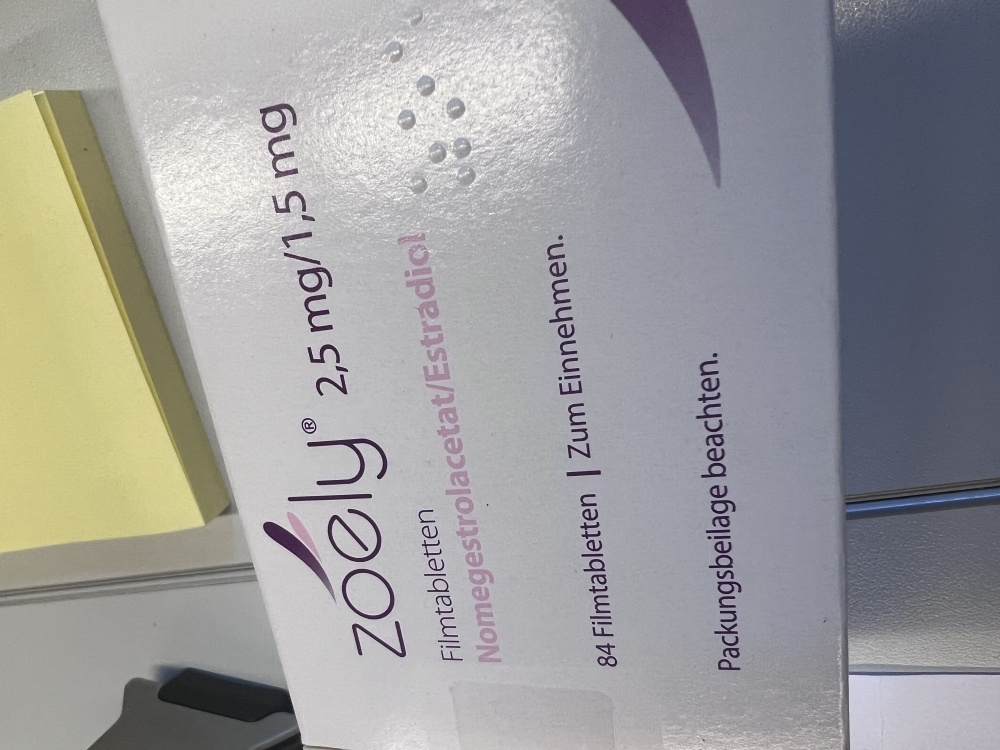 zoely® 2,5 mg/1,5 mg
Filmtabletten
Nomegestrolacetat/Estradiol
84 Filmtabletten | Zum Einnehmen.
Packungsbeilage beachten.